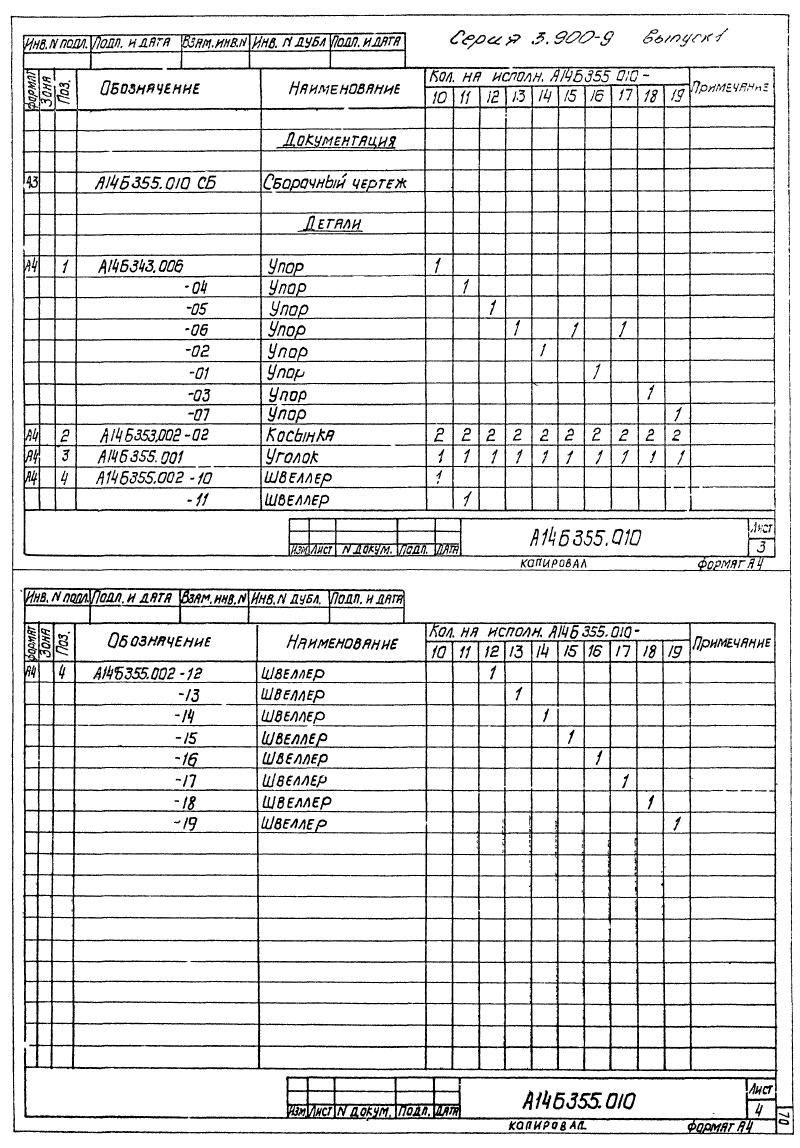 Серия 3.900-9 Выпуск 1
Инв. N подл. Подп. и дата Взам. инв. N Инв. N дубл Подп. и дата
Формат Зона Поз. Обозначение Наименование Кол. на исполн. А14Б355 010- Примечание
10 11 12 13 14 15 16 17 18 19
Документация
А3 А14Б355.010 СБ Сборочный чертеж
Детали
А4 1 А14Б343.006 Упор 1
-04 Упор 1
-05 Упор 1
-06 Упор 1 1 1
-02 Упор 1
-01 Упор 1
-03 Упор 1
-07 Упор 1
А4 2 А14Б353.002-02 Косынка 2 2 2 2 2 2 2 2 2 2
А4 3 А14Б355.001 Уголок 1 1 1 1 1 1 1 1 1 1
А4 4 А14Б355.002-10 Швеллер 1
-11 Швеллер 1
Изм Лист N докум. Подп. Дата А14Б355.010 Лист
3
Копировал Формат А4
Инв. N подл. Подп. и дата Взам. инв. N Инв. N дубл. Подп. и дата
Формат Зона Поз. Обозначение Наименование Кол. на исполн. А14Б355.010- Примечание
10 11 12 13 14 15 16 17 18 19
А4 4 А14Б355.002-12 Швеллер 1
-13 Швеллер 1
-14 Швеллер 1
-15 Швеллер 1
-16 Швеллер 1
-17 Швеллер 1
-18 Швеллер 1
-19 Швеллер 1
Изм Лист N докум. Подп. Дата А14Б355.010 Лист
4
Копировал Формат А4
70